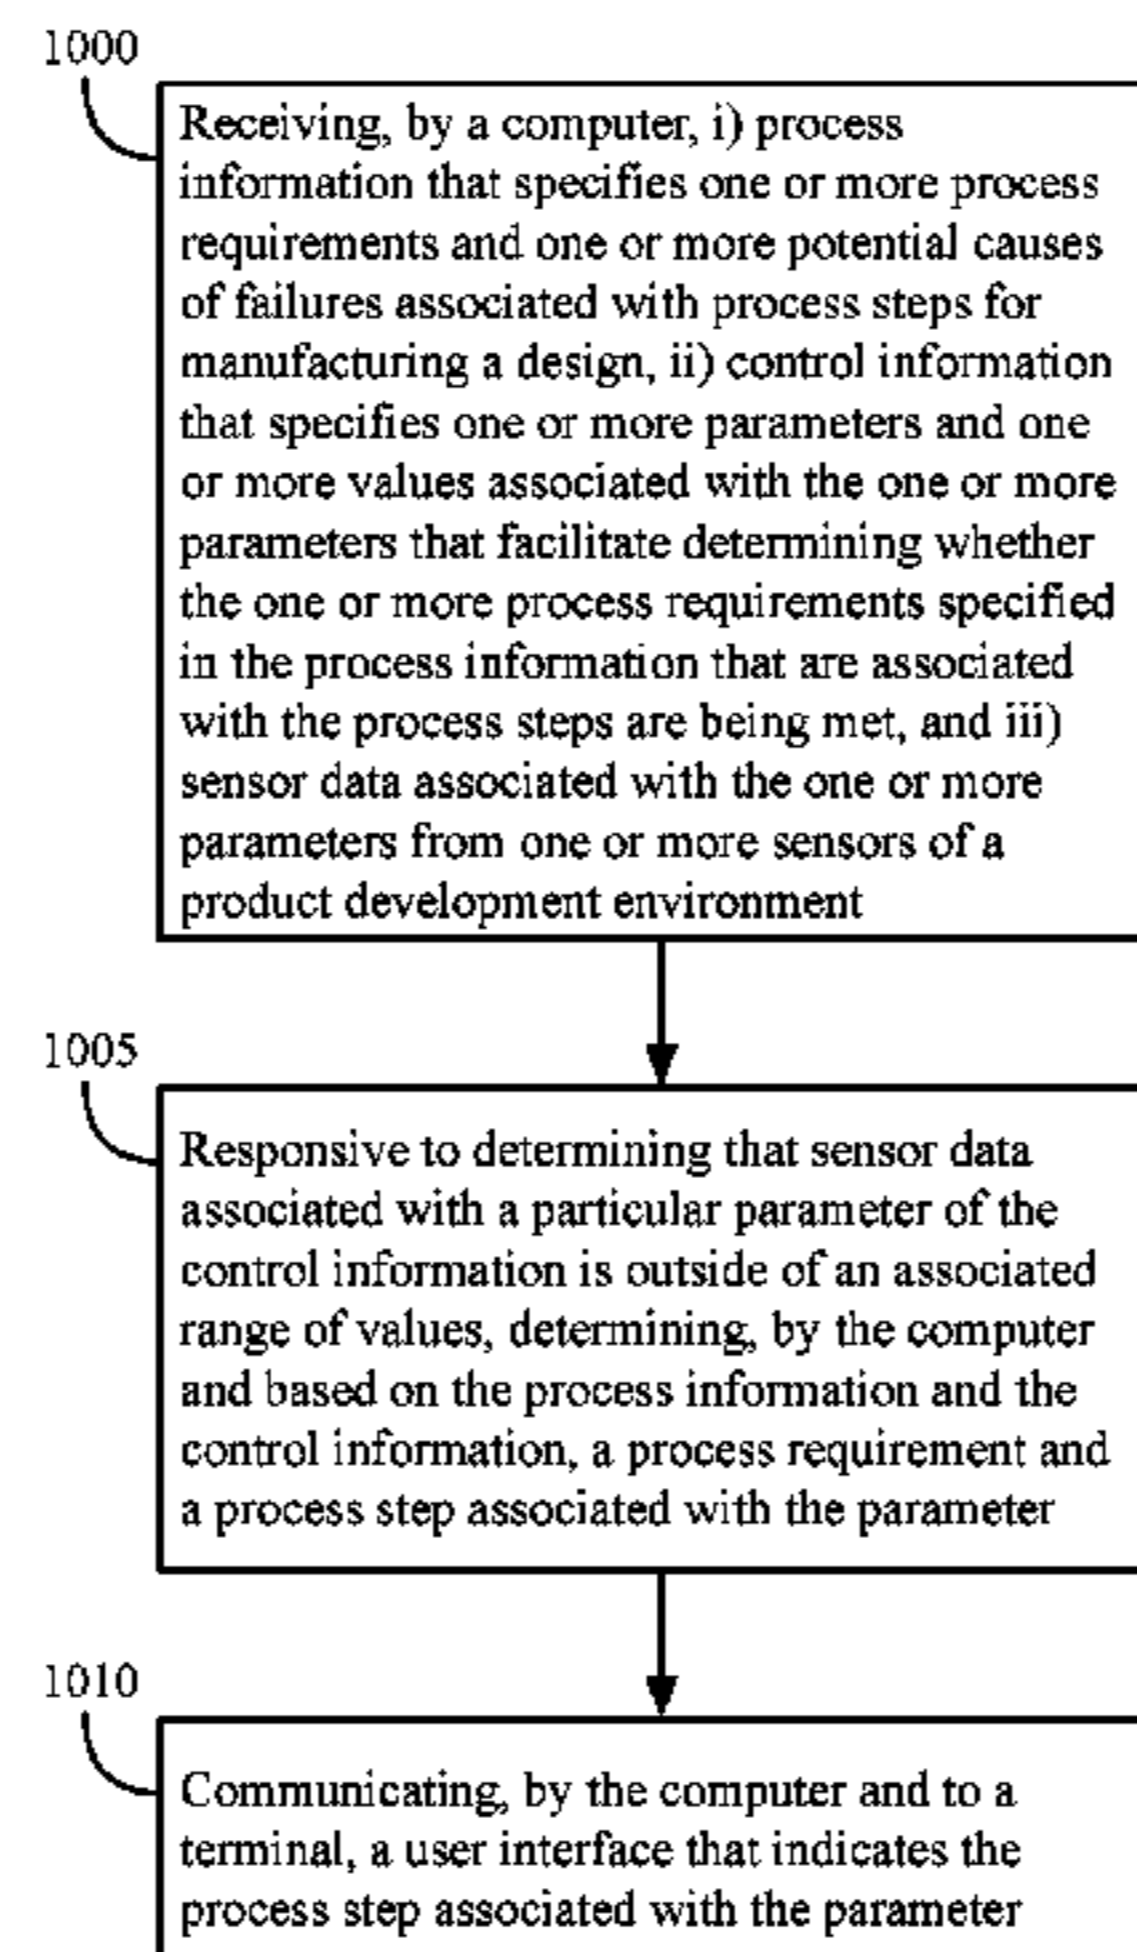 1000
Receiving, by a computer, i) process
information that specifies one or more process
requirements and one or more potential causes
of failures associated with process steps for
manufacturing a design, ii) control information
that specifies one or more parameters and one
or more values associated with the one or more
parameters that facilitate determining whether
the one or more process requirements specified
in the process information that are associated
with the process steps are being met, and iii)
sensor data associated with the one or more
parameters from one or more sensors of a
product development environment
1005
Responsive to determining that sensor data
associated with a particular parameter of the
control information is outside of an associated
range of values, determining, by the computer
and based on the process information and the
control information, a process requirement and
a process step associated with the parameter
1010
Communicating, by the computer and to a
terminal, a user interface that indicates the
process step associated with the parameter